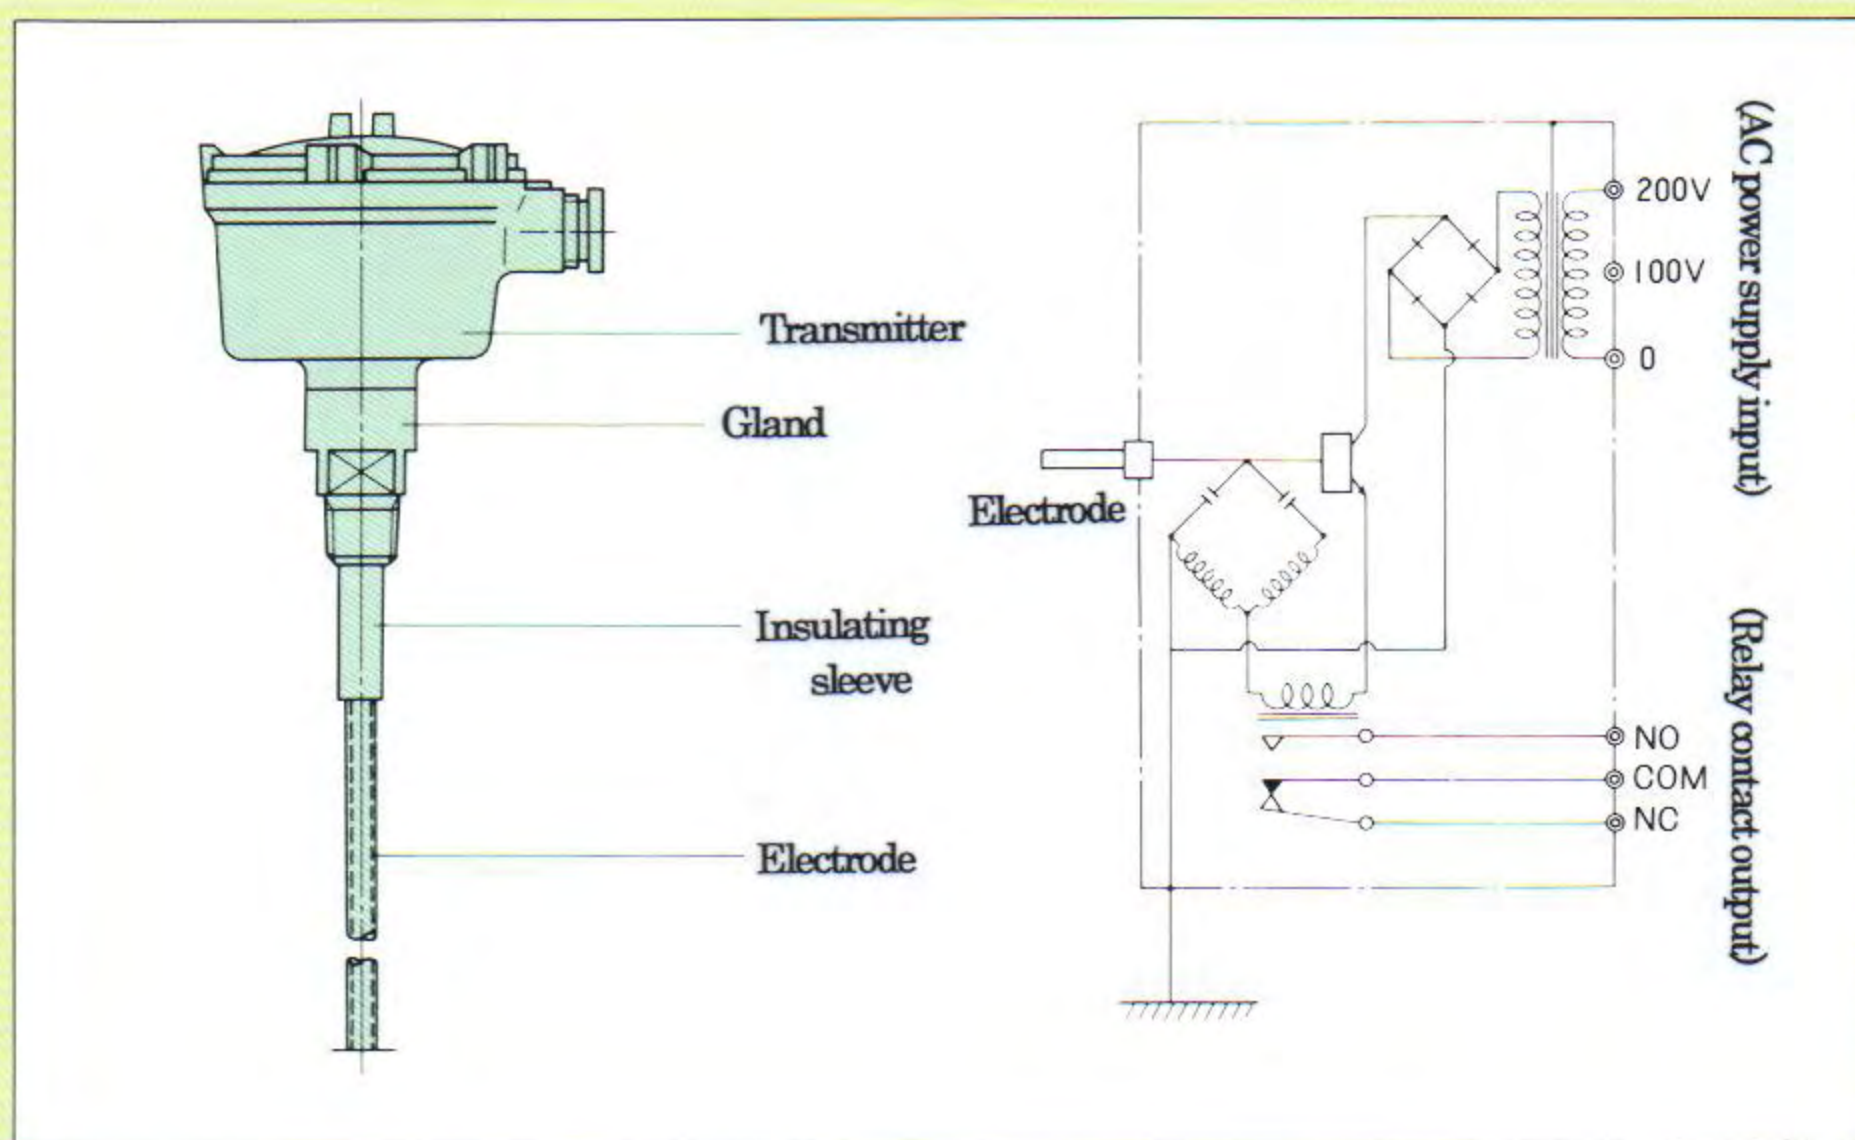 Transmitter
Gland
Insulating
sleeve
Electrode
Electrode
200V
100V
0
(AC power supply input)
NO
COM
NC
(Relay contact output)